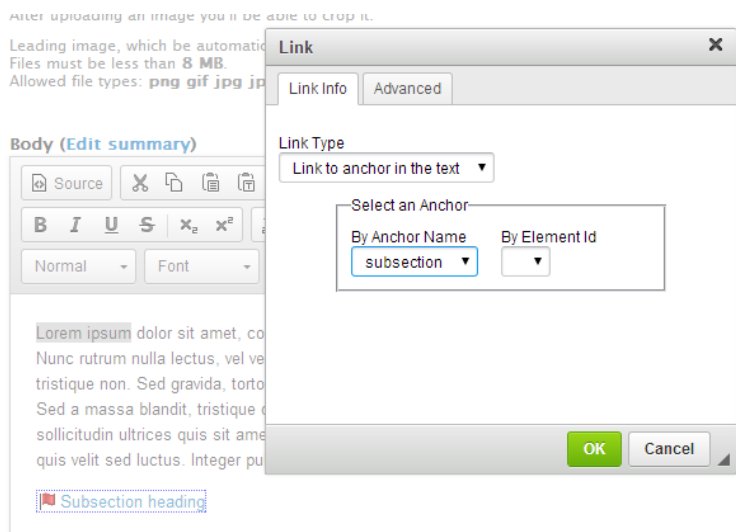 After uploading an image you'll be able to crop it.
Leading image, which be automatic
Files must be less than 8 MB.
Allowed file types: png gif jpg jp
Body (Edit summary)
Source
B I U S x₂ x²
Normal Font
Lorem ipsum dolor sit amet, co
Nunc rutrum nulla lectus, vel ve
tristique non. Sed gravida, torto
Sed a massa blandit, tristique
sollicitudin ultrices quis sit ame
quis velit sed luctus. Integer pu
Subsection heading
Link
Link Info Advanced
Link Type
Link to anchor in the text
Select an Anchor
By Anchor Name By Element Id
subsection
OK Cancel